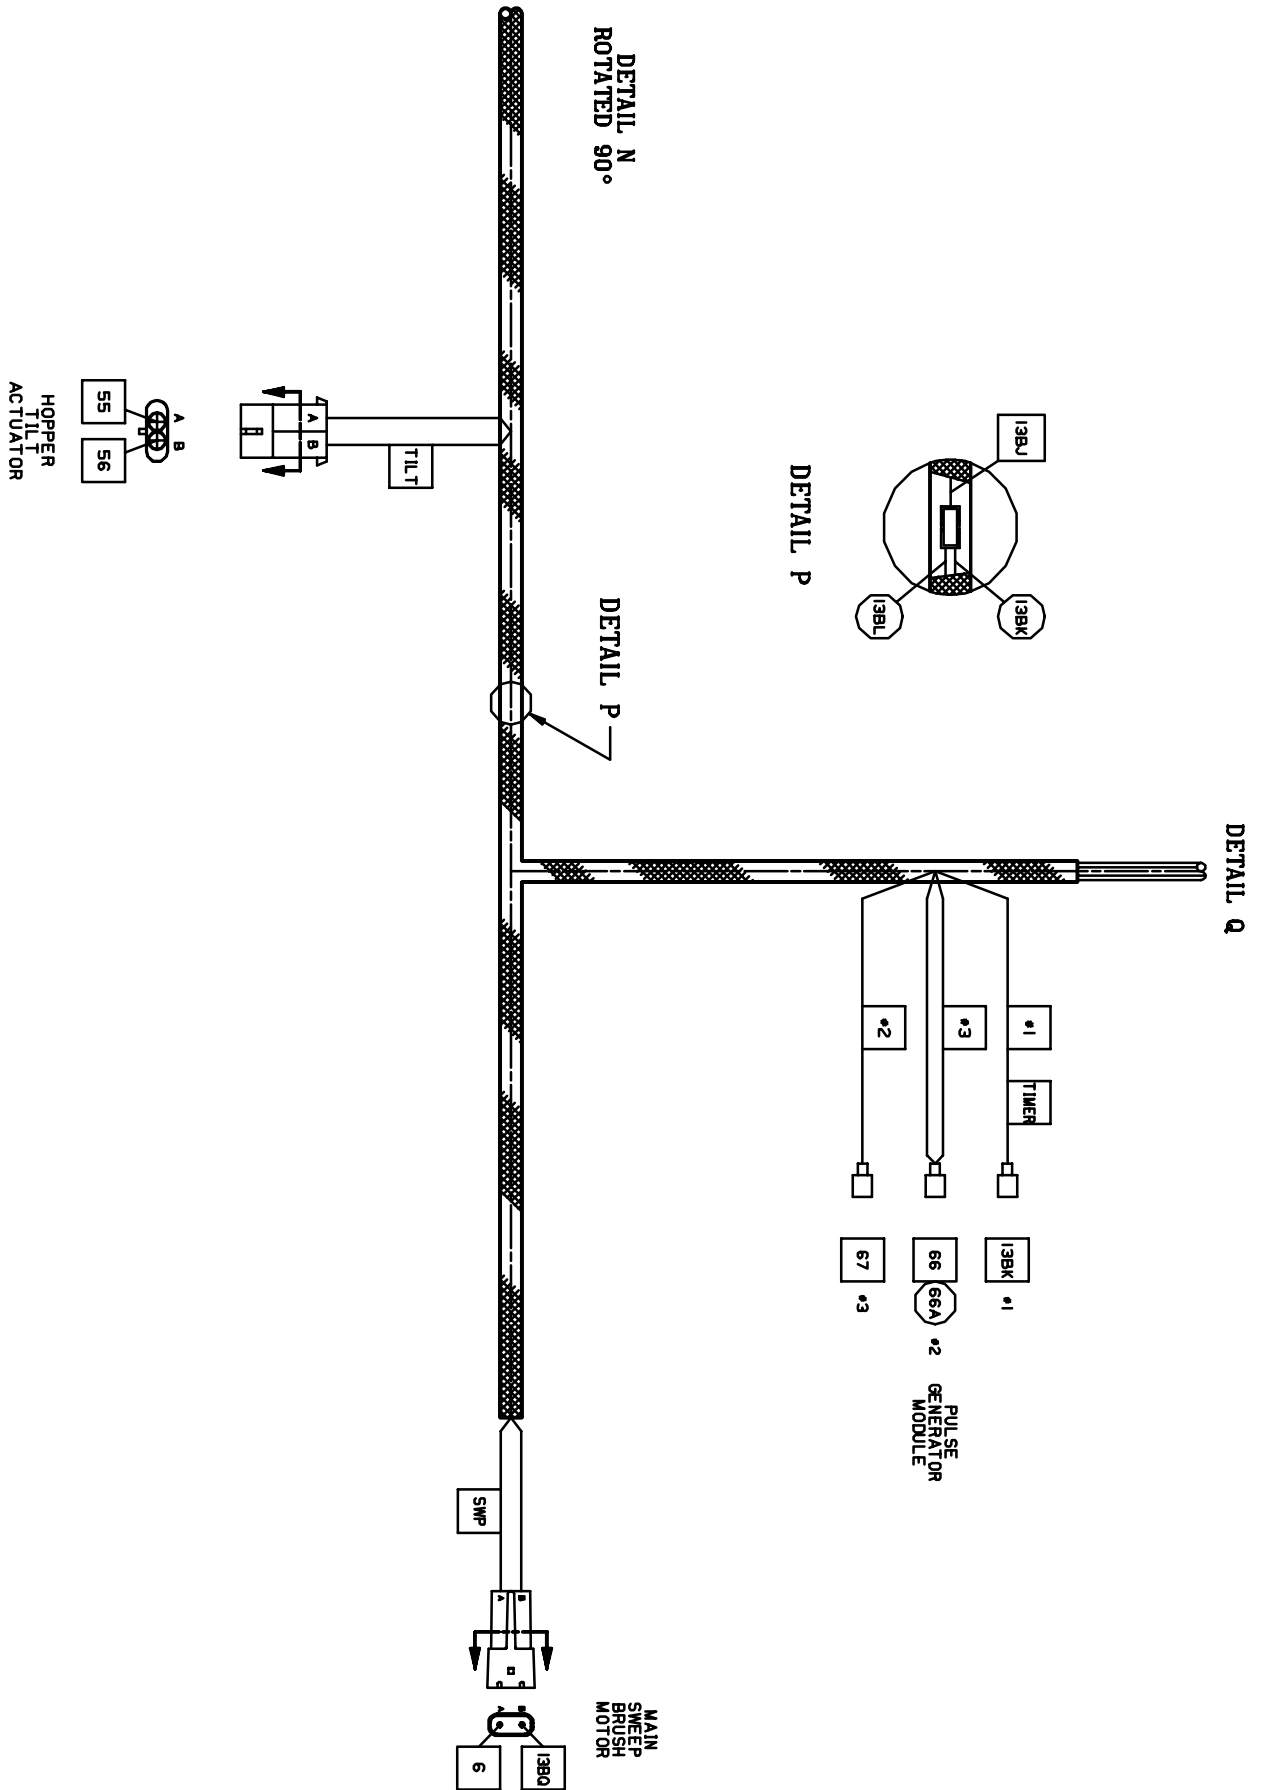 DETAIL N
ROTATED 90°
13BJ
13BK
13BL
DETAIL P
DETAIL P
DETAIL Q
A
B
TILT
A
B
55
56
HOPPER
TILT
ACTUATOR
#1
TIMER
#3
#2
13BK
#1
66
66A
#2
67
#3
PULSE
GENERATOR
MODULE
SWP
B
A
C
C
B
A
13BQ
6
MAIN
SWEEP
BRUSH
MOTOR